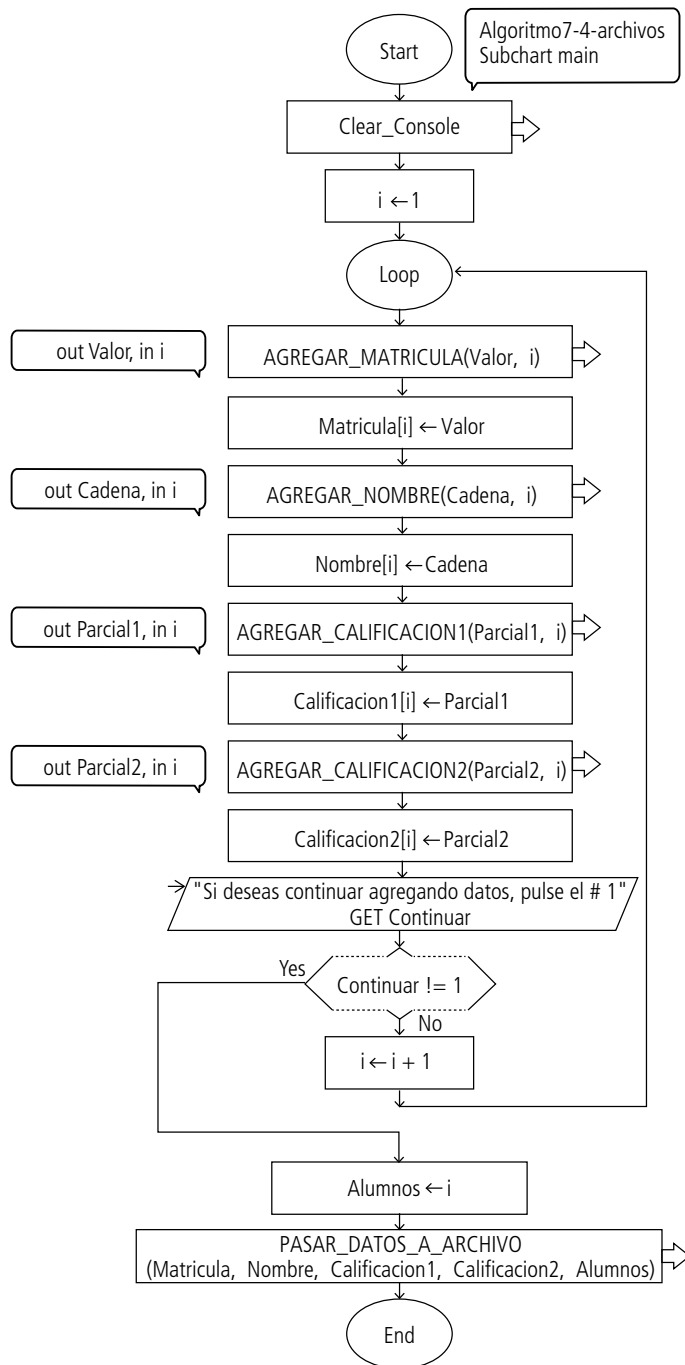 Start
Algoritmo7-4-archivos
Subchart main
Clear_Console
i ← 1
Loop
out Valor, in i
AGREGAR_MATRICULA(Valor, i)
Matricula[i] ← Valor
out Cadena, in i
AGREGAR_NOMBRE(Cadena, i)
Nombre[i] ← Cadena
out Parcial1, in i
AGREGAR_CALIFICACION1(Parcial1, i)
Calificacion1[i] ← Parcial1
out Parcial2, in i
AGREGAR_CALIFICACION2(Parcial2, i)
Calificacion2[i] ← Parcial2
"Si deseas continuar agregando datos, pulse el # 1"
GET Continuar
Yes
Continuar != 1
No
i ← i + 1
Alumnos ← i
PASAR_DATOS_A_ARCHIVO
(Matricula, Nombre, Calificacion1, Calificacion2, Alumnos)
End